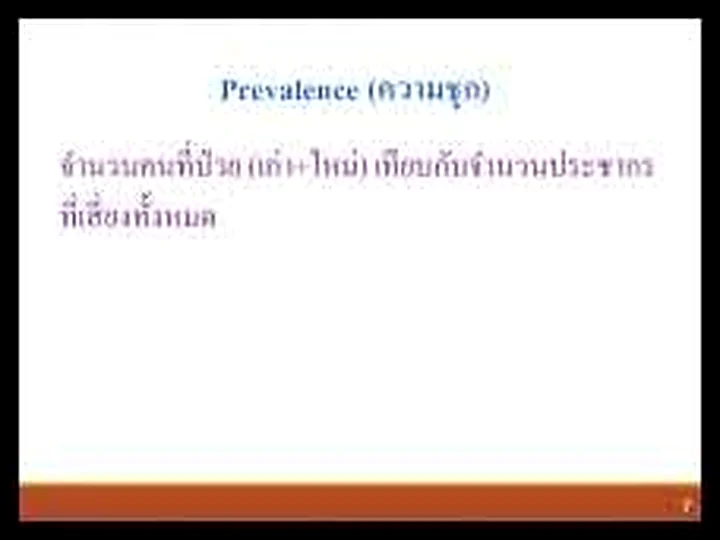 Prevalence (ความชุก)
จำนวนคนที่ป่วย (เก่า+ใหม่) เทียบกับจำนวนประชากร
ที่เสี่ยงทั้งหมด